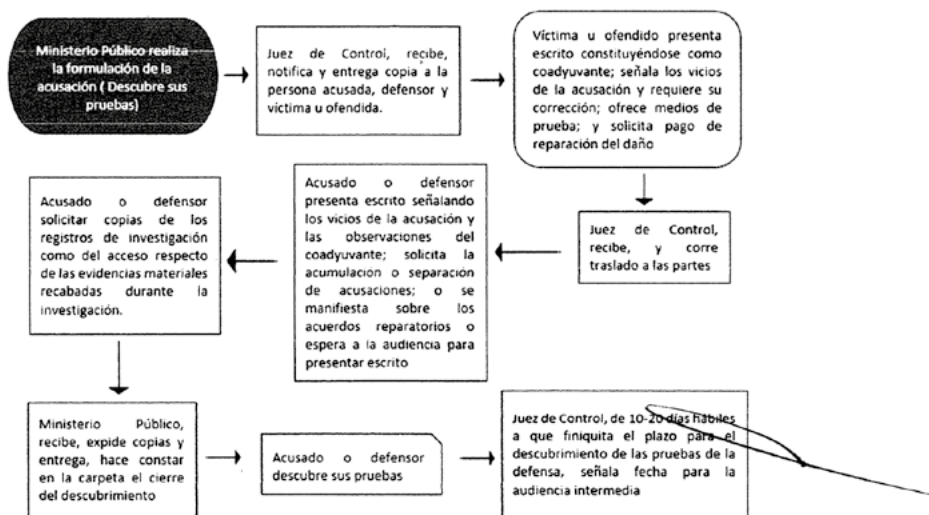 Ministerio Público realiza
la formulación de la
acusación ( Descubre sus
pruebas)
Juez de Control, recibe,
notifica y entrega copia a la
persona acusada, defensor y
víctima u ofendida.
Víctima u ofendido presenta
escrito constituyéndose como
coadyuvante; señala los vicios
de la acusación y requiere su
corrección; ofrece medios de
prueba; y solicita pago de
reparación del daño
Juez de Control,
recibe, y corre
traslado a las partes
Acusado o defensor
presenta escrito señalando
los vicios de la acusación y
las observaciones del
coadyuvante; solicita la
acumulación o separación
de acusaciones; o se
manifiesta sobre los
acuerdos reparatorios o
espera a la audiencia para
presentar escrito
Acusado o defensor
solicitar copias de los
registros de investigación
como del acceso respecto
de las evidencias materiales
recabadas durante la
investigación.
Ministerio Público,
recibe, expide copias y
entrega, hace constar
en la carpeta el cierre
del descubrimiento
Acusado o defensor
descubre sus pruebas
Juez de Control, de 10-20 días hábiles
a que finiquita el plazo para el
descubrimiento de las pruebas de la
defensa, señala fecha para la
audiencia intermedia